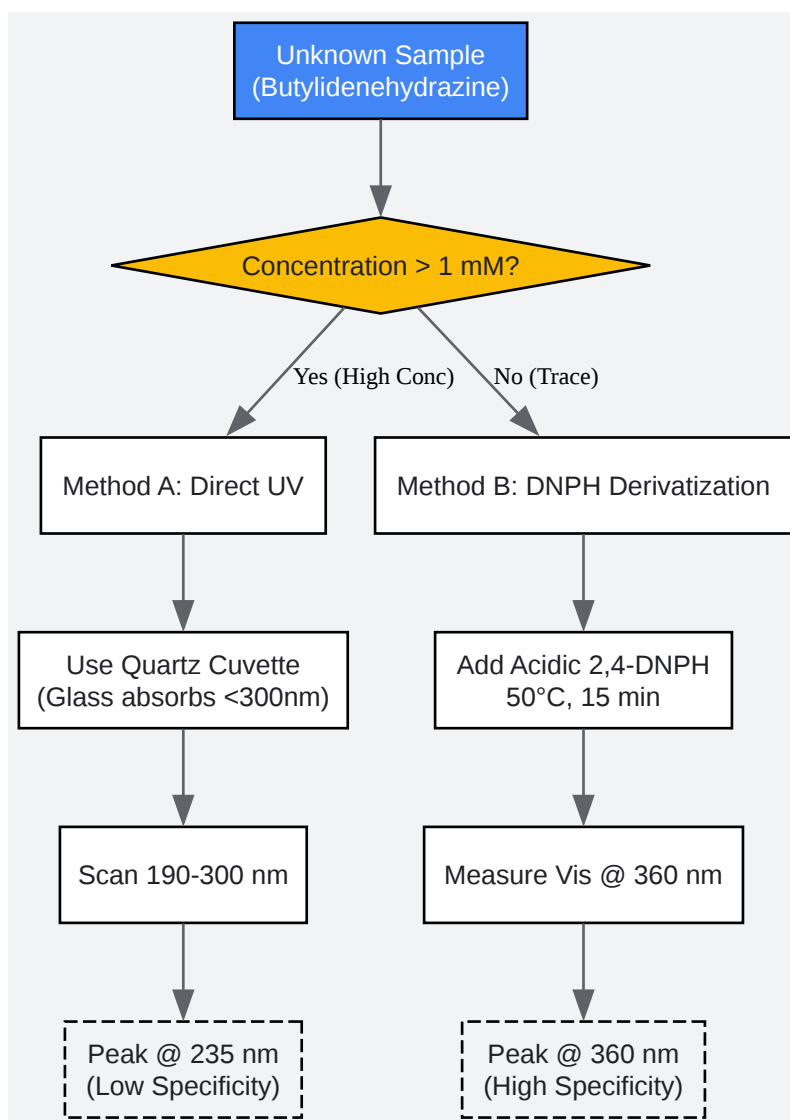 Unknown Sample
(Butylidenehydrazine)
Concentration > 1 mM?
Yes (High Conc)
No (Trace)
Method A: Direct UV
Method B: DNPH Derivatization
Use Quartz Cuvette
(Glass absorbs <300nm)
Add Acidic 2,4-DNPH
50°C, 15 min
Scan 190-300 nm
Measure Vis @ 360 nm
Peak @ 235 nm
(Low Specificity)
Peak @ 360 nm
(High Specificity)